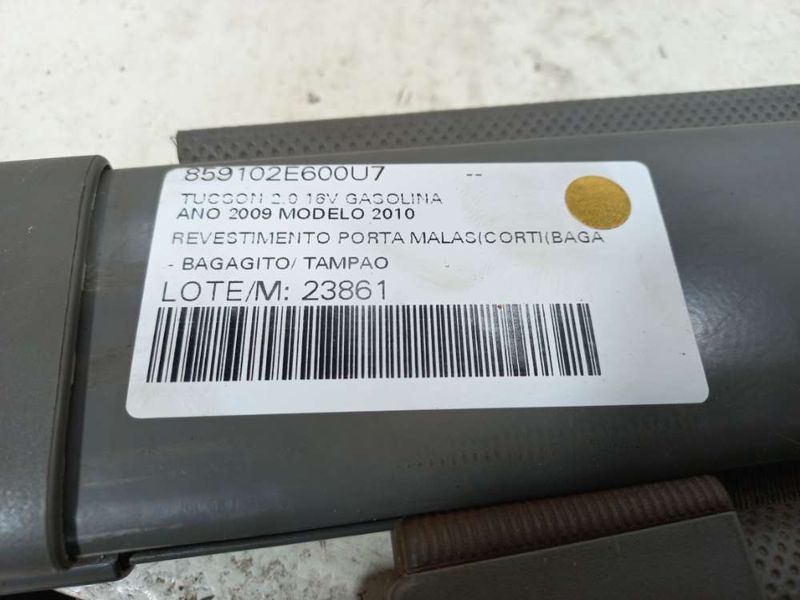 859102E600U7 --
TUCSON 2.0 16V GASOLINA
ANO 2009 MODELO 2010
REVESTIMENTO PORTA MALAS(CORTI(BAGA
- BAGAGITO/ TAMPAO
LOTE/M: 23861